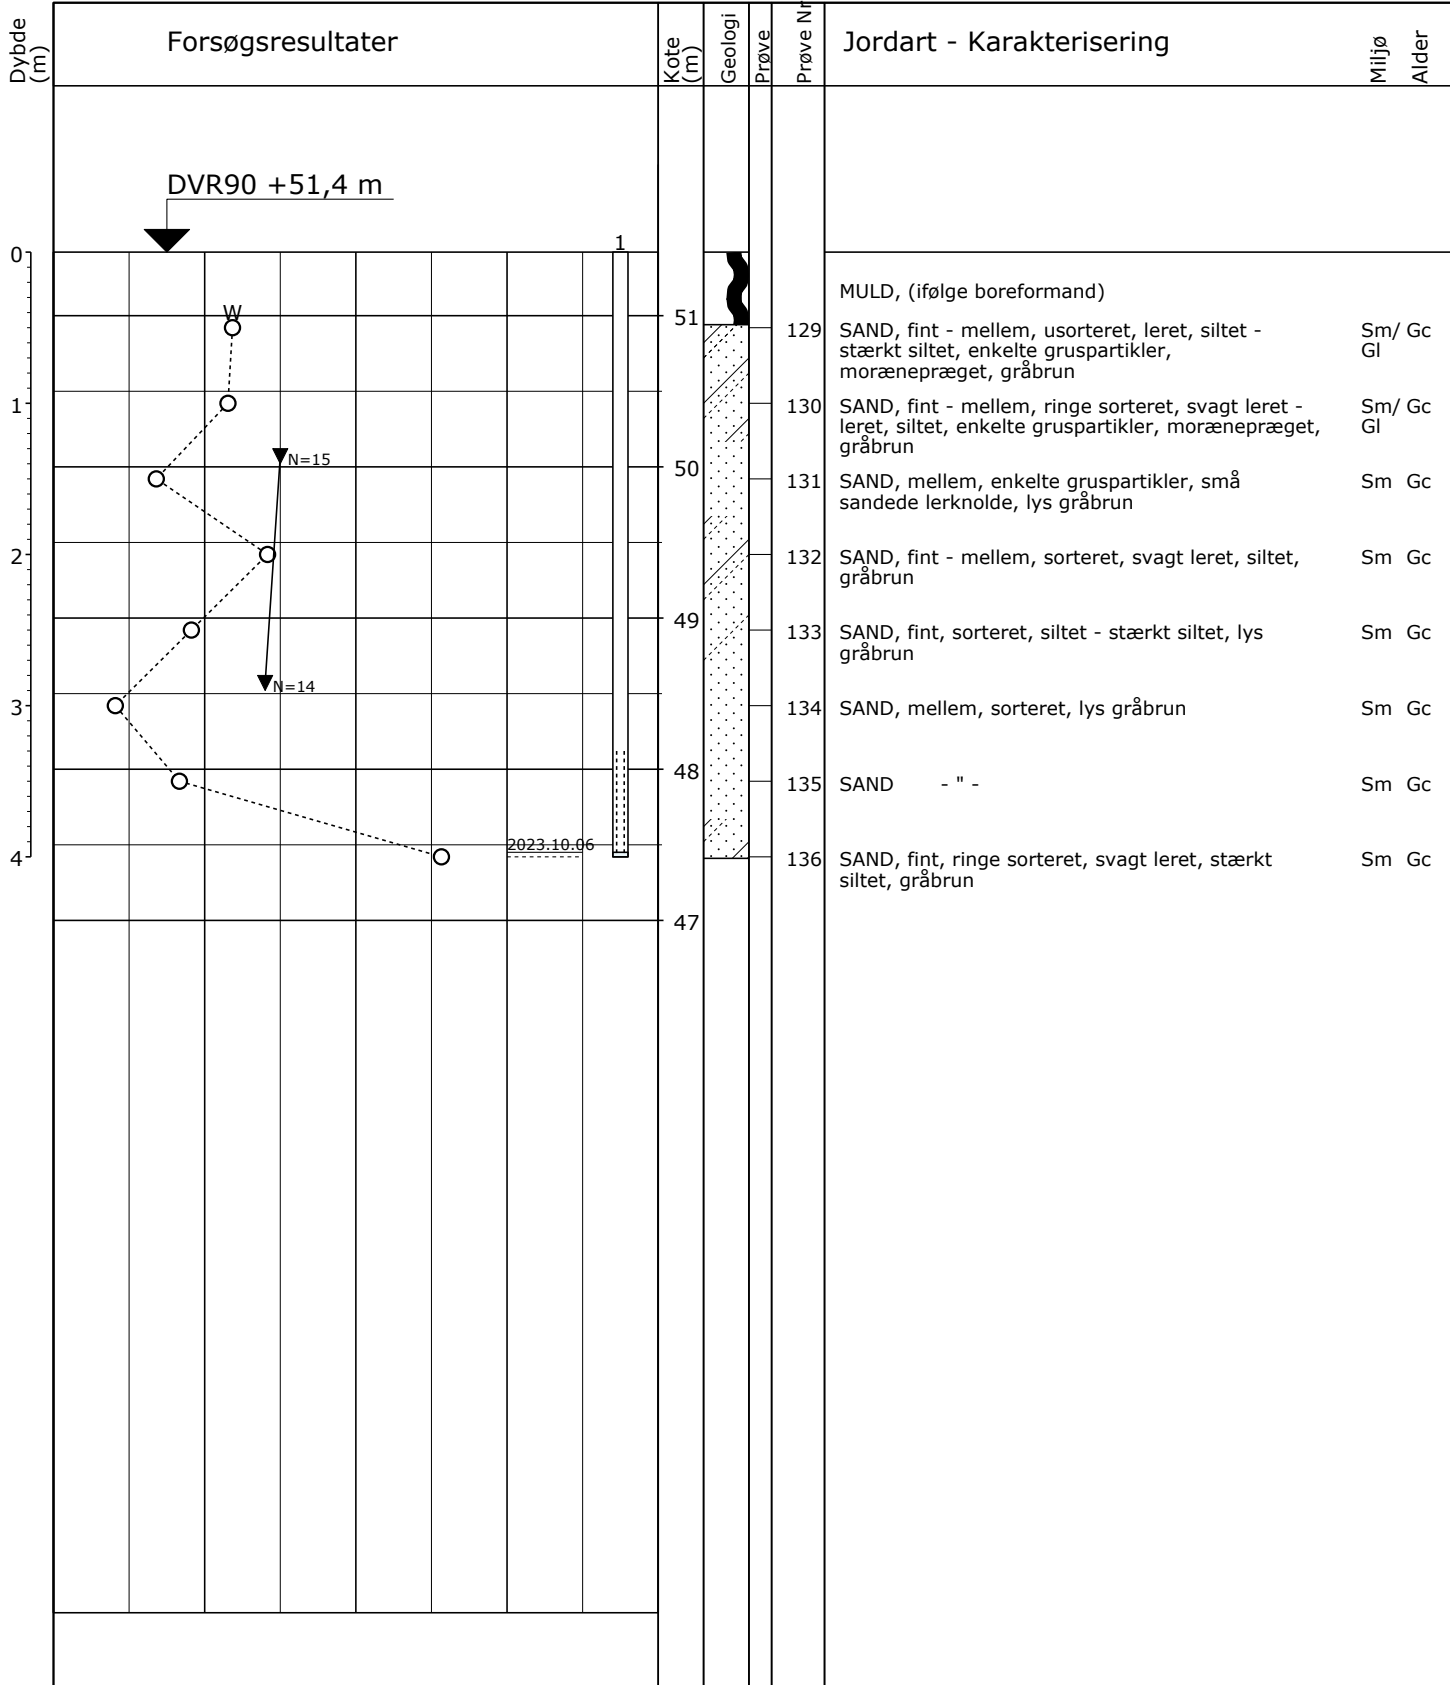 Dybde
(m)
Forsøgsresultater
Kote
(m)
Geologi
Prøve
Prøve Nr
Jordart - Karakterisering
Miljø
Alder
DVR90 +51,4 m
0
1
MULD, (ifølge boreformand)
W
51
129
SAND, fint - mellem, usorteret, leret, siltet -
stærkt siltet, enkelte gruspartikler,
morænepræget, gråbrun
Sm/ Gc
Gl
1
130
SAND, fint - mellem, ringe sorteret, svagt leret -
leret, siltet, enkelte gruspartikler, morænepræget,
gråbrun
Sm/ Gc
Gl
N=15
50
131
SAND, mellem, enkelte gruspartikler, små
sandede lerknolde, lys gråbrun
Sm Gc
2
132
SAND, fint - mellem, sorteret, svagt leret, siltet,
gråbrun
Sm Gc
49
133
SAND, fint, sorteret, siltet - stærkt siltet, lys
gråbrun
Sm Gc
N=14
3
134
SAND, mellem, sorteret, lys gråbrun
Sm Gc
48
135
SAND - " -
Sm Gc
2023.10.06
4
136
SAND, fint, ringe sorteret, svagt leret, stærkt
siltet, gråbrun
Sm Gc
47